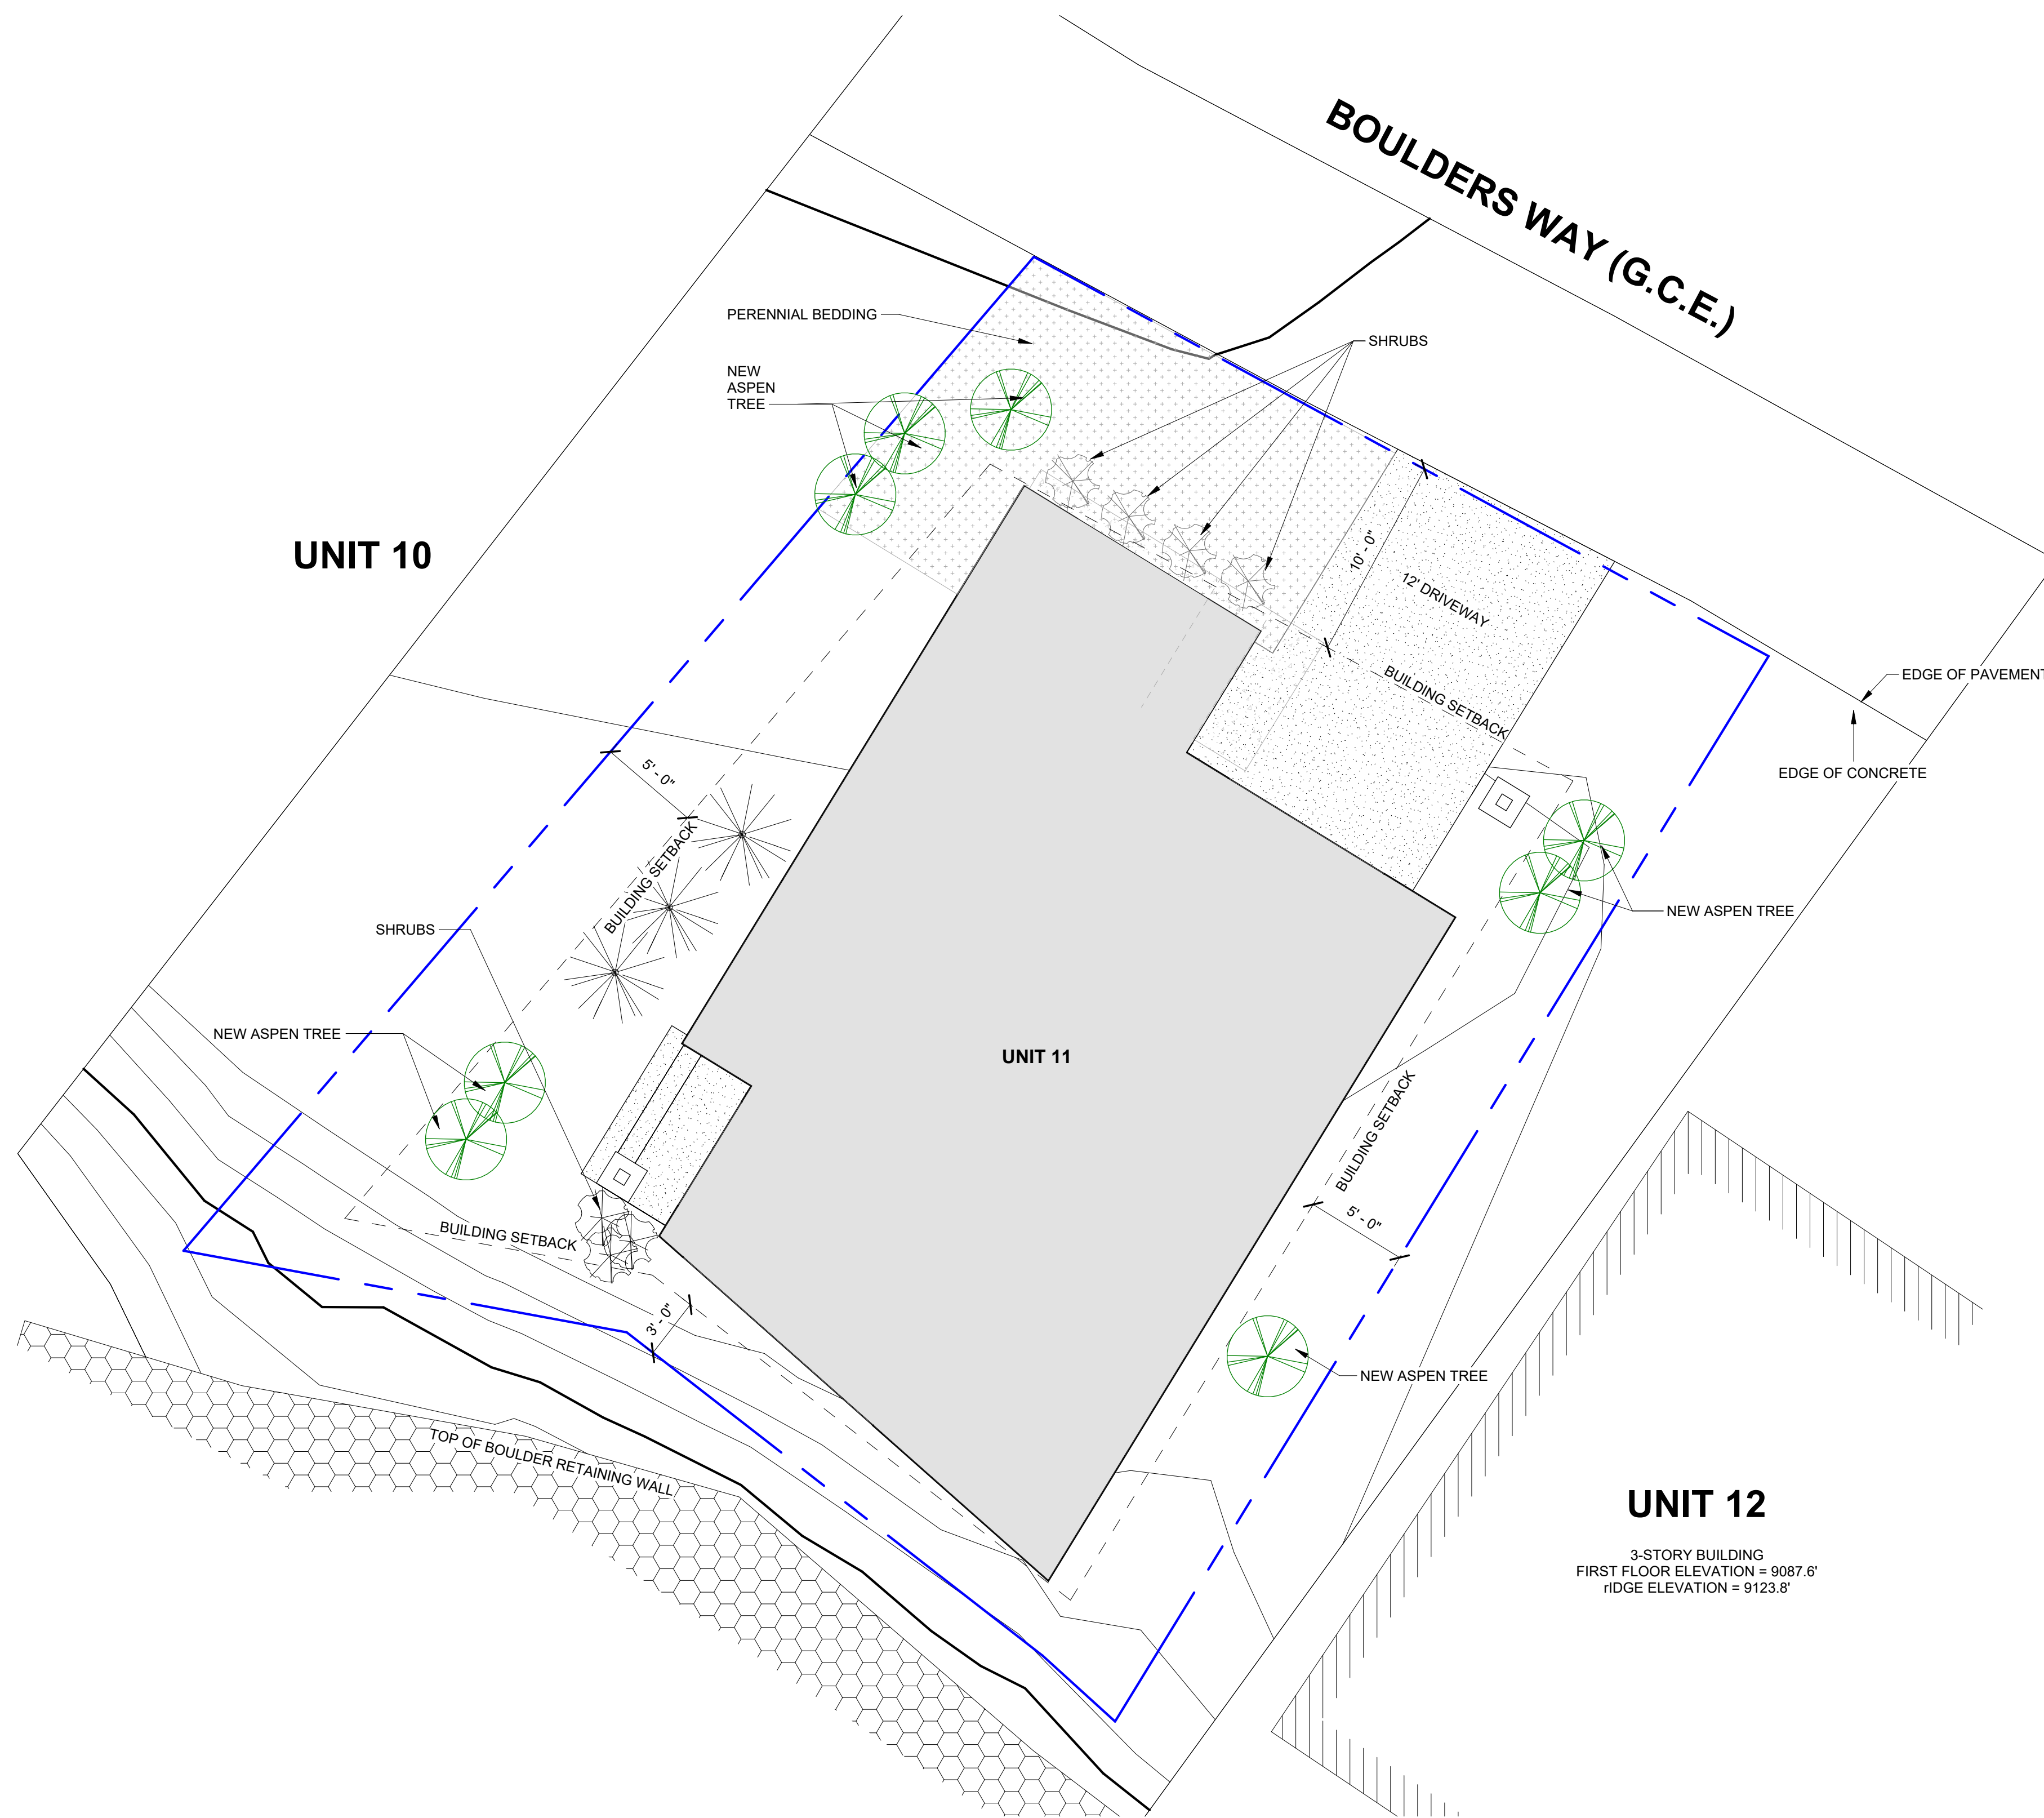 BOULDERS WAY (G.C.E.)
PERENNIAL BEDDING
SHRUBS
NEW
ASPEN
TREE
UNIT 10
10' - 0"
12' DRIVEWAY
BUILDING SETBACK
EDGE OF PAVEMENT
EDGE OF CONCRETE
5' - 0"
BUILDING SETBACK
NEW ASPEN TREE
SHRUBS
NEW ASPEN TREE
UNIT 11
BUILDING SETBACK
5' - 0"
BUILDING SETBACK
3' - 0"
NEW ASPEN TREE
TOP OF BOULDER RETAINING WALL
UNIT 12
3-STORY BUILDING
FIRST FLOOR ELEVATION = 9087.6'
rIDGE ELEVATION = 9123.8'